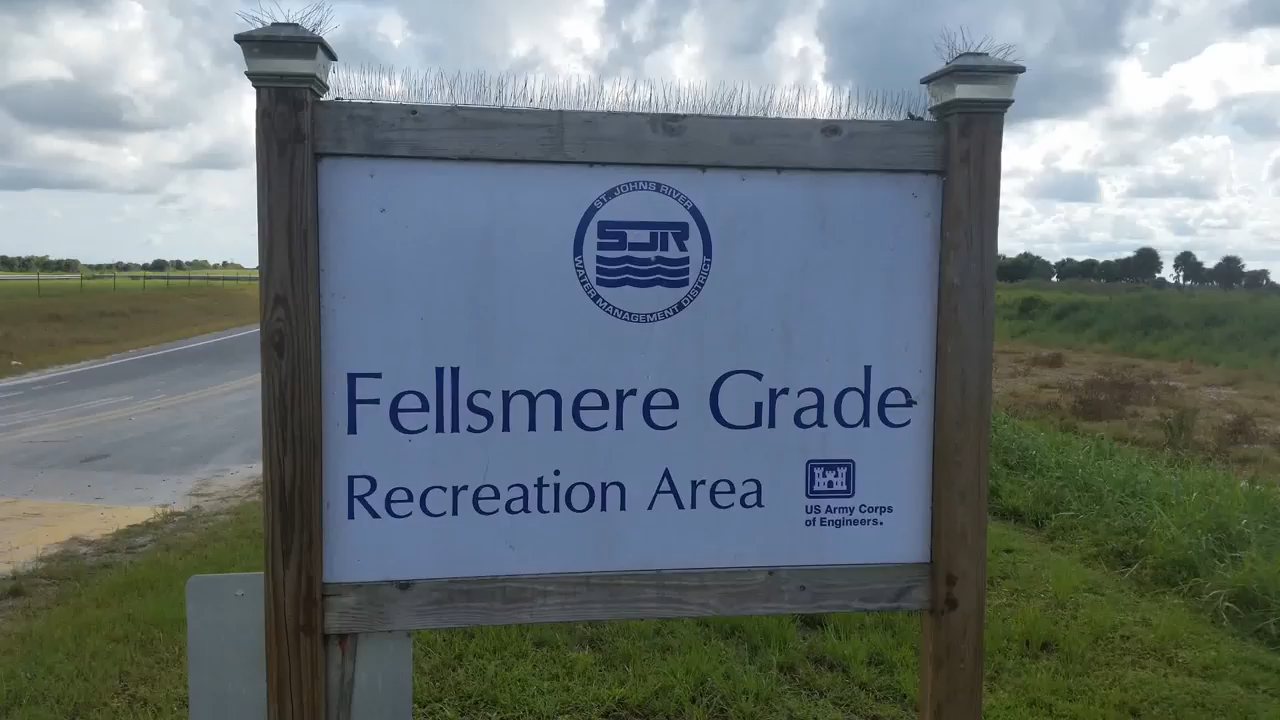 ST. JOHNS RIVER
SJR
WATER MANAGEMENT DISTRICT
Fellsmere Grade
Recreation Area
US Army Corps
of Engineers.